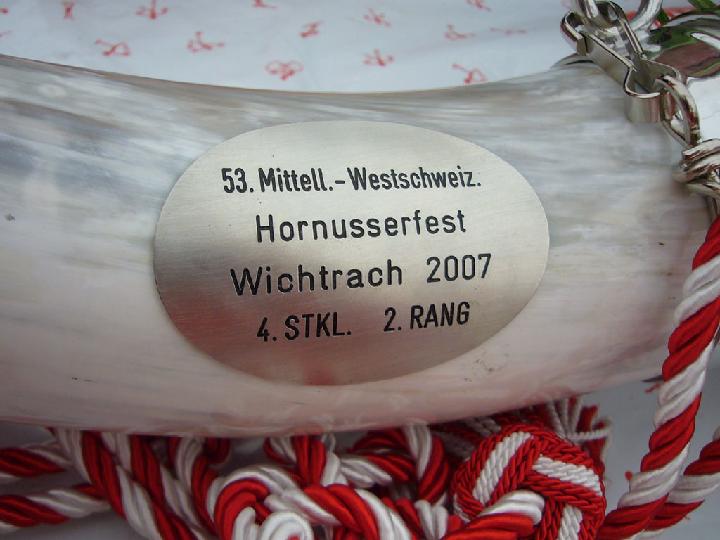 53. Mittell.-Westschweiz.
Hornusserfest
Wichtrach 2007
4. STKL. 2. RANG